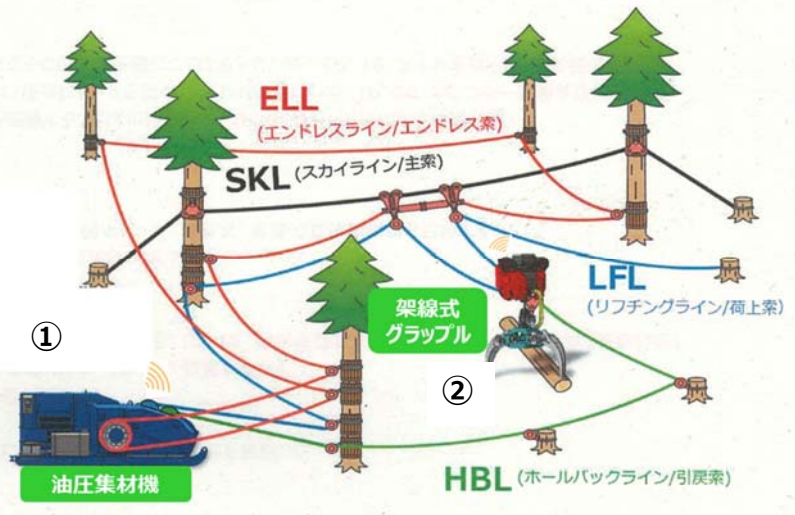 ELL
(エンドレスライン/エンドレス索)
SKL (スカイライン/主索)
LFL
(リフチングライン/荷上索)
架線式
グラップル
①
②
油圧集材機
HBL (ホールバックライン/引戻索)